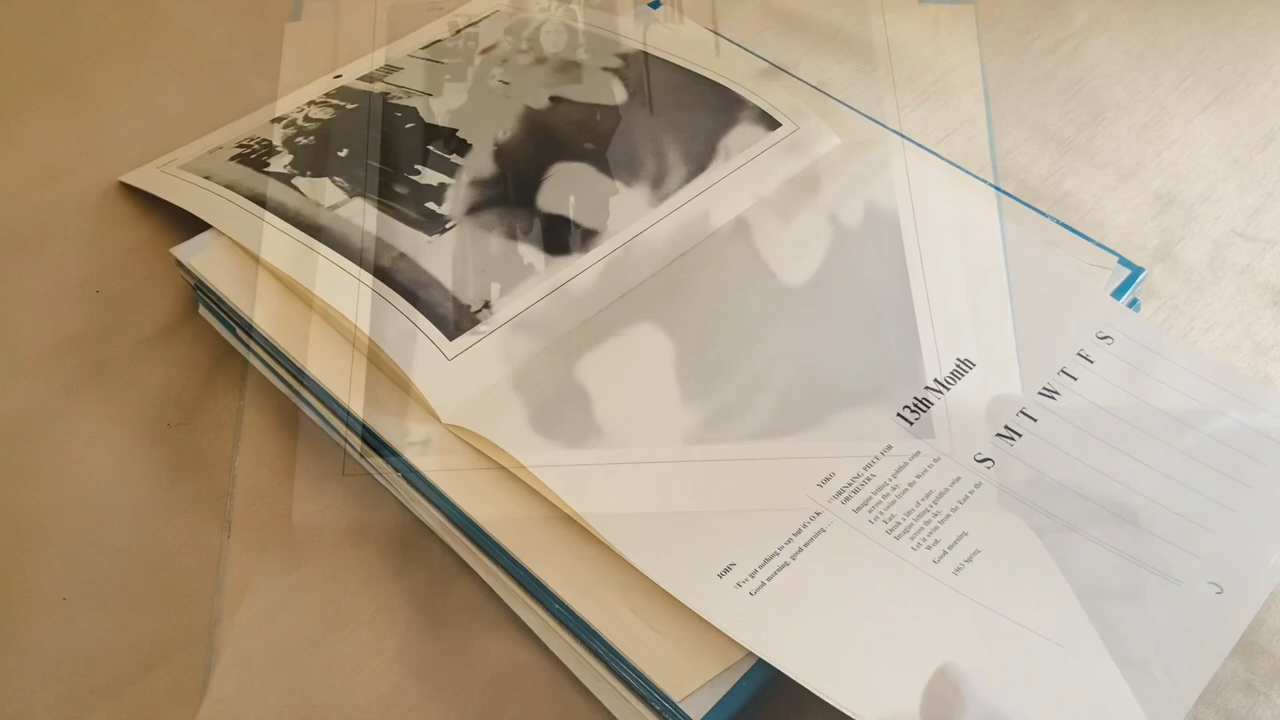 13th Month
S M T W T F S
JOHN
"I've got nothing to say but it's O.K.
Good morning, good morning . . .
YOKO
"DRINKING PIECE FOR
ORCHESTRA
Imagine letting a goldfish swim
across the sky.
Let it swim from the West to the
East.
Drink a litre of water.
Imagine letting a goldfish swim
across the sky.
Let it swim from the East to the
West.
Good morning.
1963 Spring